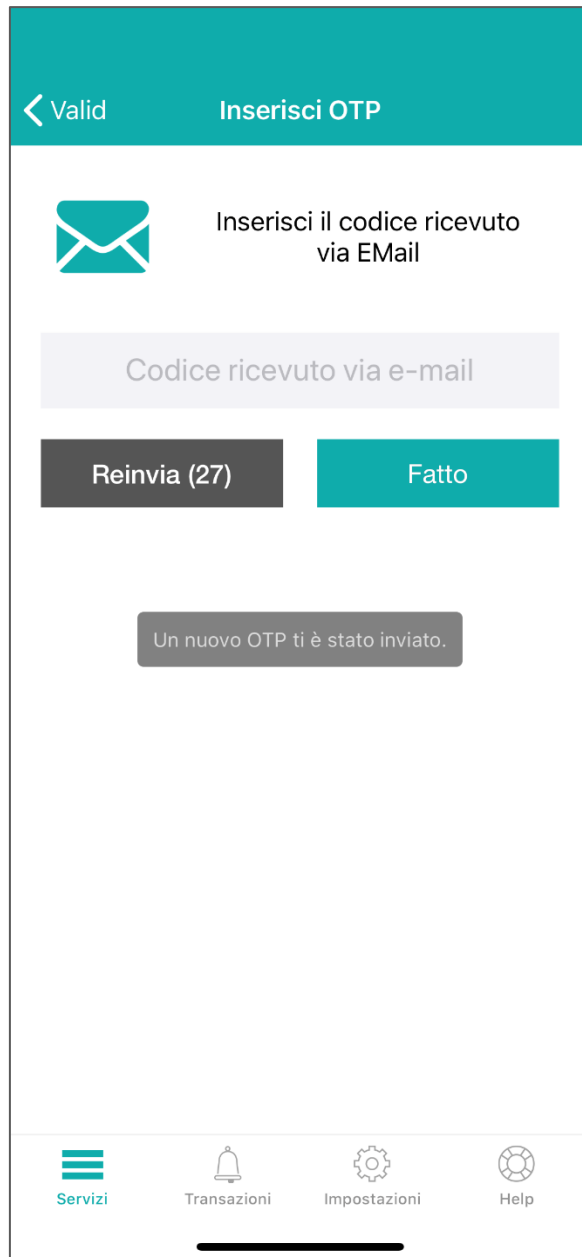 Valid
Inserisci OTP
Inserisci il codice ricevuto
via EMail
Codice ricevuto via e-mail
Reinvia (27)
Fatto
Un nuovo OTP ti è stato inviato.
Servizi
Transazioni
Impostazioni
Help